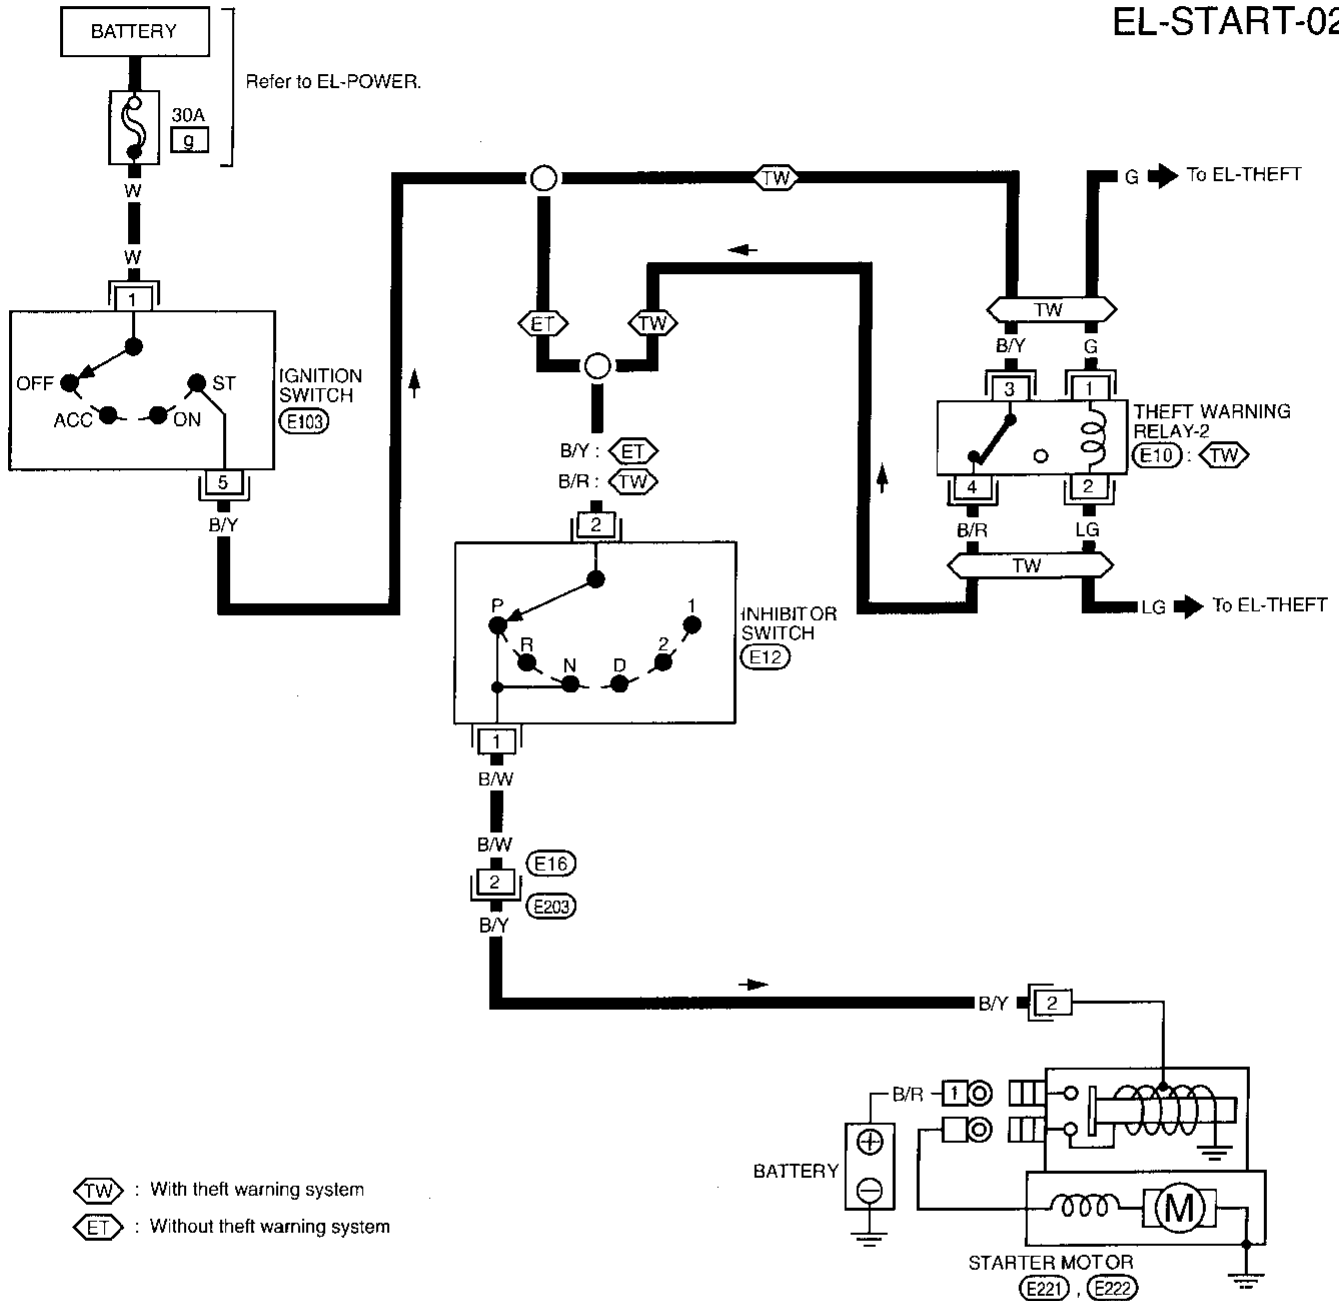 EL-START-02
BATTERY
Refer to EL-POWER.
30A
g
W
W
1
OFF
ST
ACC
ON
IGNITION
SWITCH
E103
5
B/Y
TW
G
To EL-THEFT
ET
TW
TW
B/Y
G
3
1
THEFT WARNING
RELAY-2
E10 : TW
4
2
B/R
LG
TW
LG
To EL-THEFT
B/Y : ET
B/R : TW
2
P
R
N
D
2
1
INHIBITOR
SWITCH
E12
1
B/W
B/W
E16
2
E203
B/Y
B/Y
2
B/R
1
BATTERY
M
STARTER MOTOR
E221 , E222
TW : With theft warning system
ET : Without theft warning system